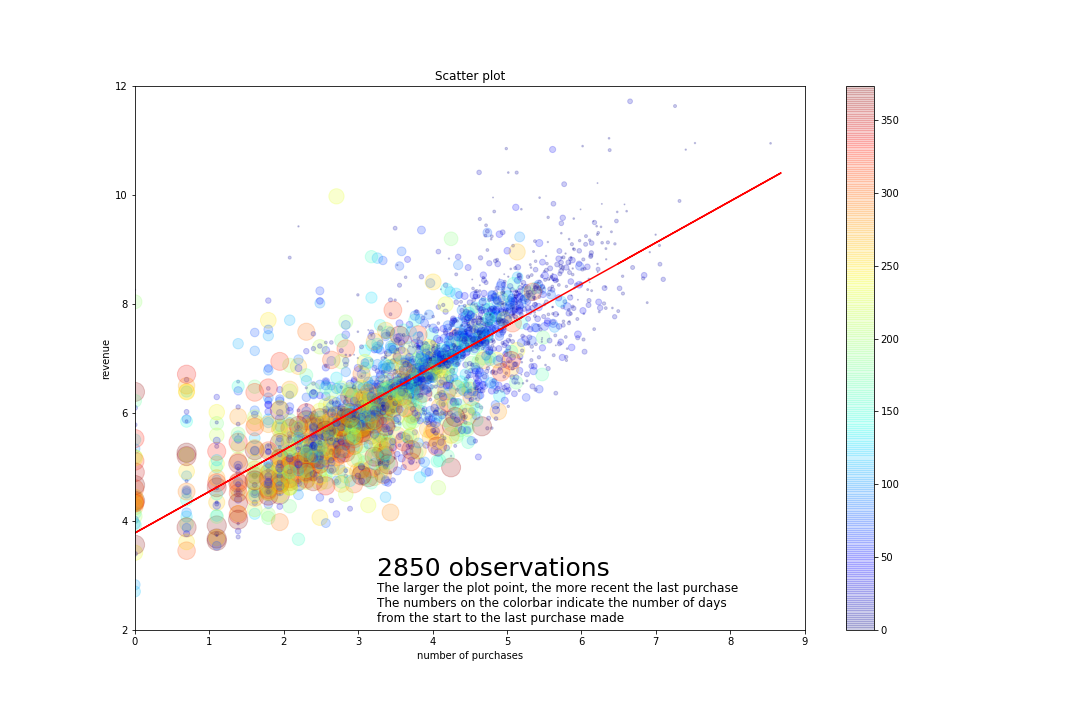 Scatter plot
12
10
8
6
4
2
revenue
0 1 2 3 4 5 6 7 8 9
number of purchases
2850 observations
The larger the plot point, the more recent the last purchase
The numbers on the colorbar indicate the number of days
from the start to the last purchase made
350
300
250
200
150
100
50
0